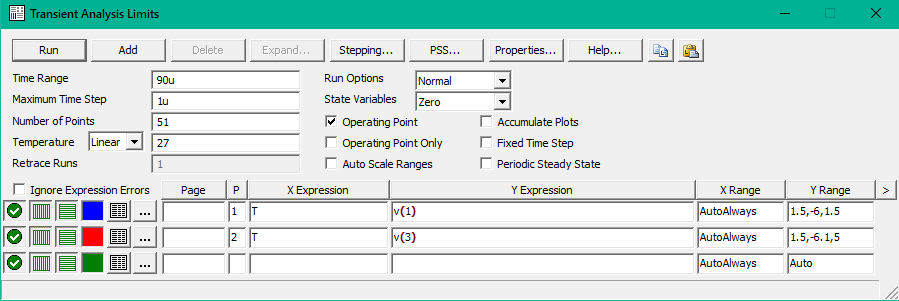 Transient Analysis Limits
Run Add Delete Expand... Stepping... PSS... Properties... Help...
Time Range 90u Run Options Normal
Maximum Time Step 1u State Variables Zero
Number of Points 51 Operating Point Accumulate Plots
Temperature Linear 27 Operating Point Only Fixed Time Step
Retrace Runs 1 Auto Scale Ranges Periodic Steady State
Ignore Expression Errors Page P X Expression Y Expression X Range Y Range >
... 1 T v(1) AutoAlways 1.5,-6,1.5
... 2 T v(3) AutoAlways 1.5,-6.1,5
... AutoAlways Auto